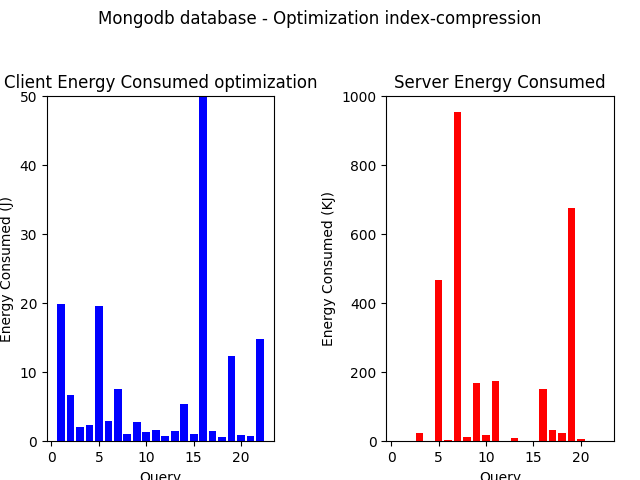 Mongodb database - Optimization index-compression
Client Energy Consumed optimization
Energy Consumed (J)
50
40
30
20
10
0
0 5 10 15 20
Query
Server Energy Consumed
Energy Consumed (KJ)
1000
800
600
400
200
0
0 5 10 15 20
Query